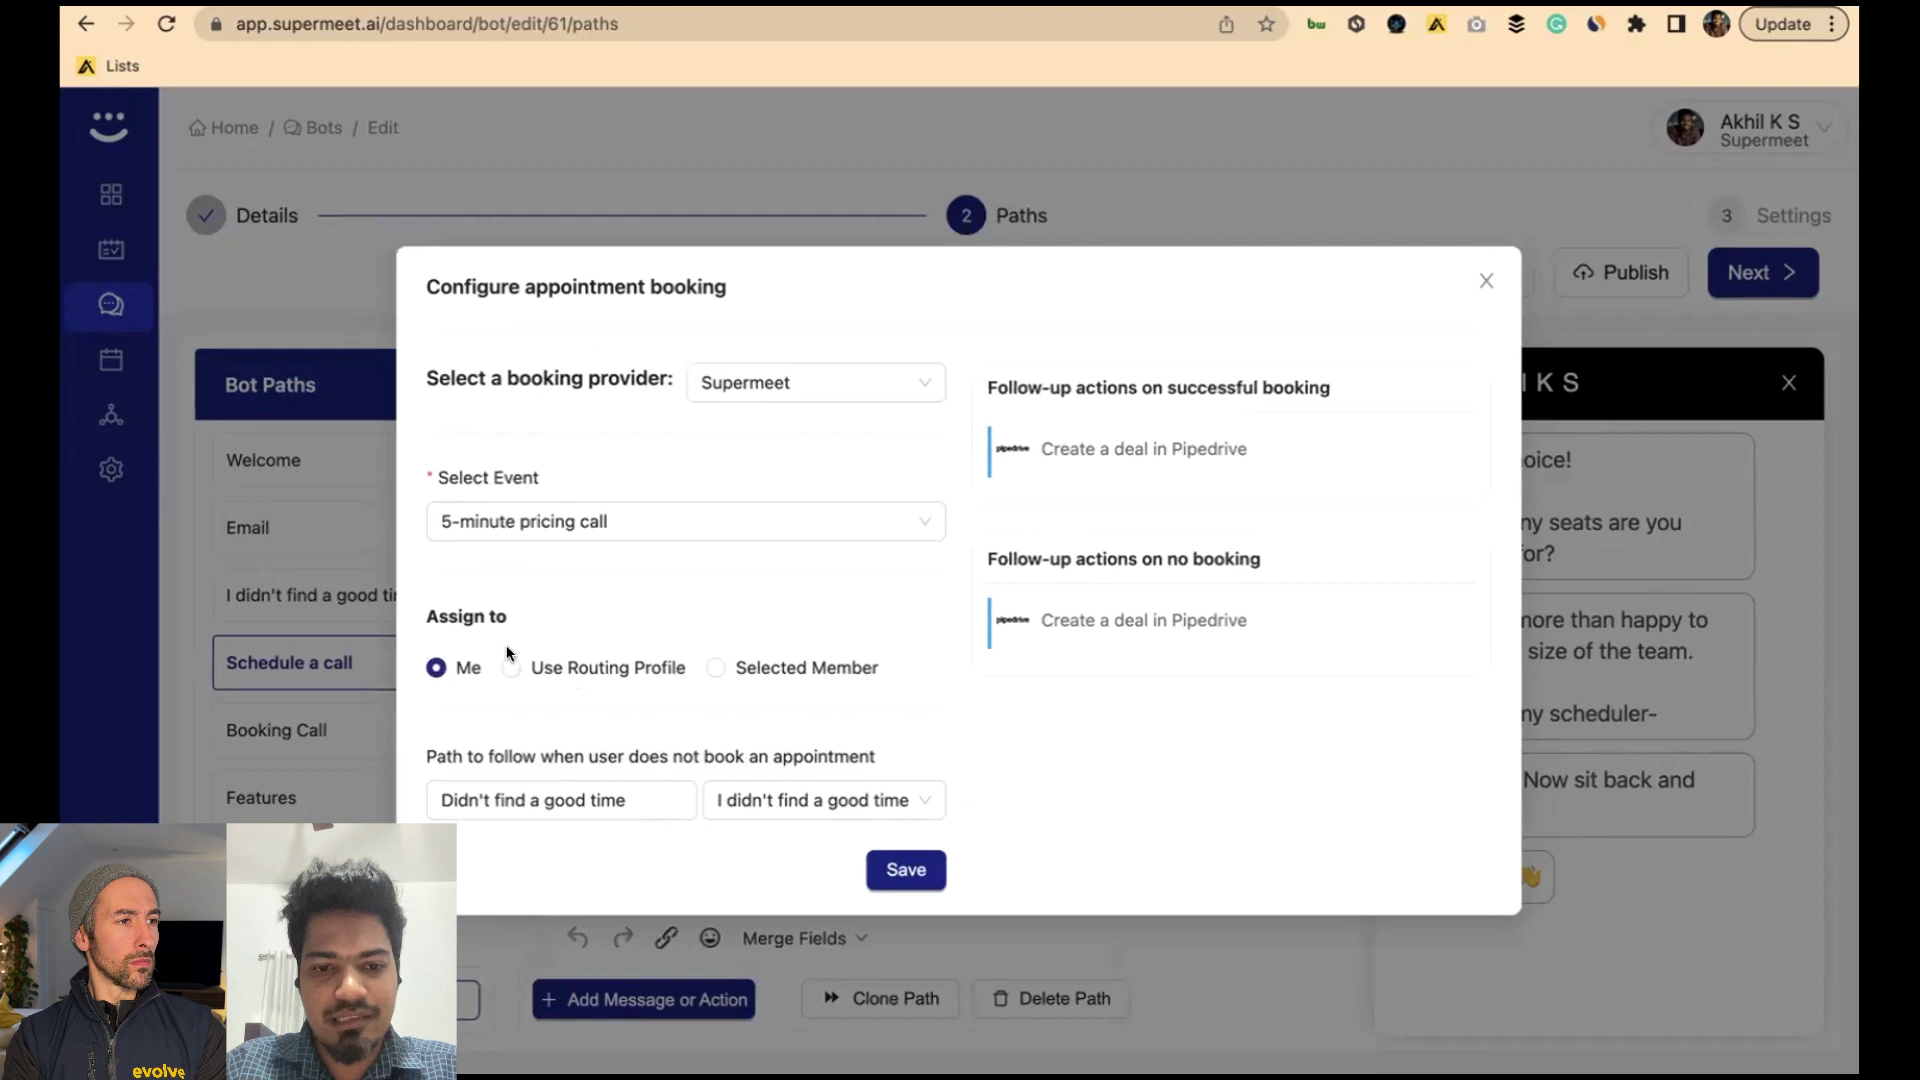 app.supermeet.ai/dashboard/bot/edit/61/paths
Update
Lists
Home / Bots / Edit
Akhil K S
Supermeet
Details
2 Paths
3 Settings
Publish
Next
Configure appointment booking
Bot Paths
Welcome
Email
I didn't find a good ti
Schedule a call
Booking Call
Features
Select a booking provider:
Supermeet
* Select Event
5-minute pricing call
Assign to
Me
Use Routing Profile
Selected Member
Path to follow when user does not book an appointment
Didn't find a good time
I didn't find a good time
Save
Follow-up actions on successful booking
pipedrive
Create a deal in Pipedrive
Follow-up actions on no booking
pipedrive
Create a deal in Pipedrive
K S
oice!
ny seats are you
or?
more than happy to
size of the team.
ny scheduler-
Now sit back and
Merge Fields
+ Add Message or Action
Clone Path
Delete Path
evolve